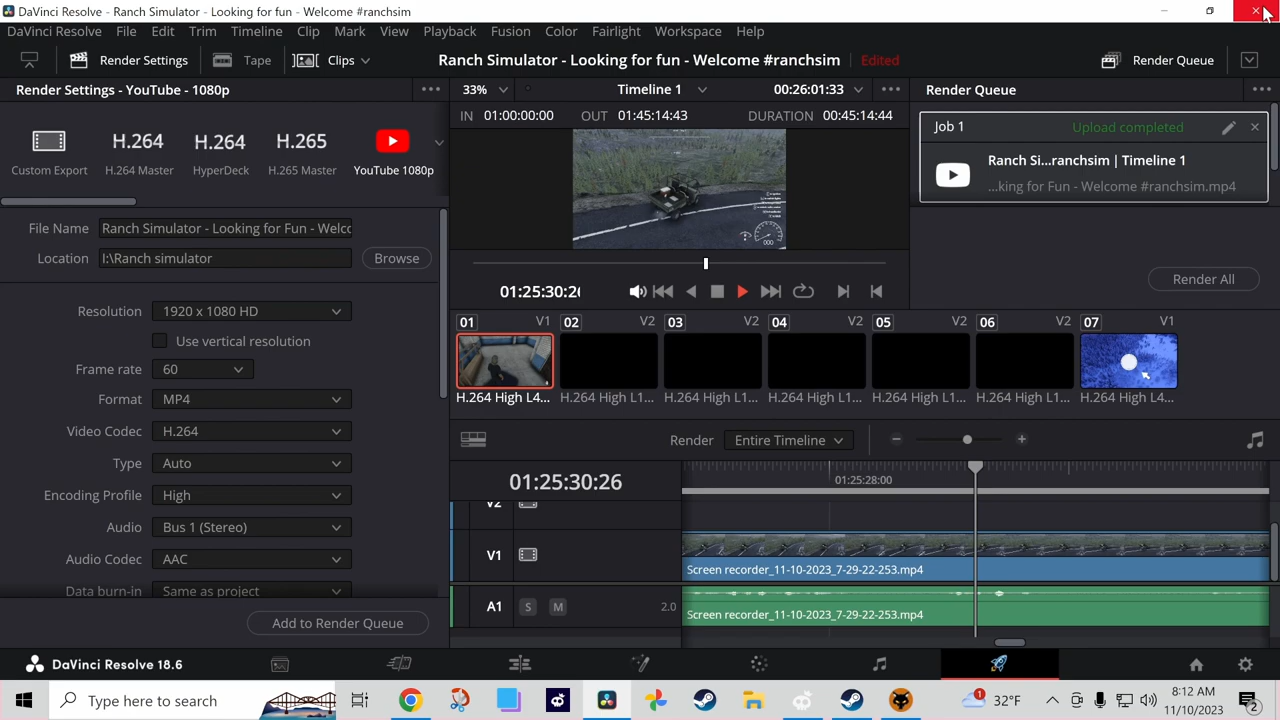 DaVinci Resolve - Ranch Simulator - Looking for fun - Welcome #ranchsim
DaVinci Resolve File Edit Trim Timeline Clip Mark View Playback Fusion Color Fairlight Workspace Help
Render Settings Tape Clips Ranch Simulator - Looking for fun - Welcome #ranchsim Edited Render Queue
Render Settings - YouTube - 1080p 33% Timeline 1 00:26:01:33 Render Queue
IN 01:00:00:00 OUT 01:45:14:43 DURATION 00:45:14:44
Job 1 Upload completed
H.264 H.264 H.265
Custom Export H.264 Master HyperDeck H.265 Master YouTube 1080p
Ranch Si...ranchsim | Timeline 1
...king for Fun - Welcome #ranchsim.mp4
File Name Ranch Simulator - Looking for Fun - Welc
Location I:\Ranch simulator Browse
01:25:30:26
Render All
Resolution 1920 x 1080 HD
Use vertical resolution
Frame rate 60
Format MP4
Video Codec H.264
Type Auto
Encoding Profile High
Audio Bus 1 (Stereo)
Audio Codec AAC
Data burn-in Same as project
Add to Render Queue
01 V1 02 V2 03 V2 04 V2 05 V2 06 V2 07 V1
H.264 High L4... H.264 High L1... H.264 High L1... H.264 High L1... H.264 High L1... H.264 High L1... H.264 High L4...
Render Entire Timeline
01:25:30:26 01:25:28:00
V2
V1
Screen recorder_11-10-2023_7-29-22-253.mp4
A1 S M 2.0
Screen recorder_11-10-2023_7-29-22-253.mp4
DaVinci Resolve 18.6
Type here to search 1 32°F 8:12 AM
11/10/2023 2